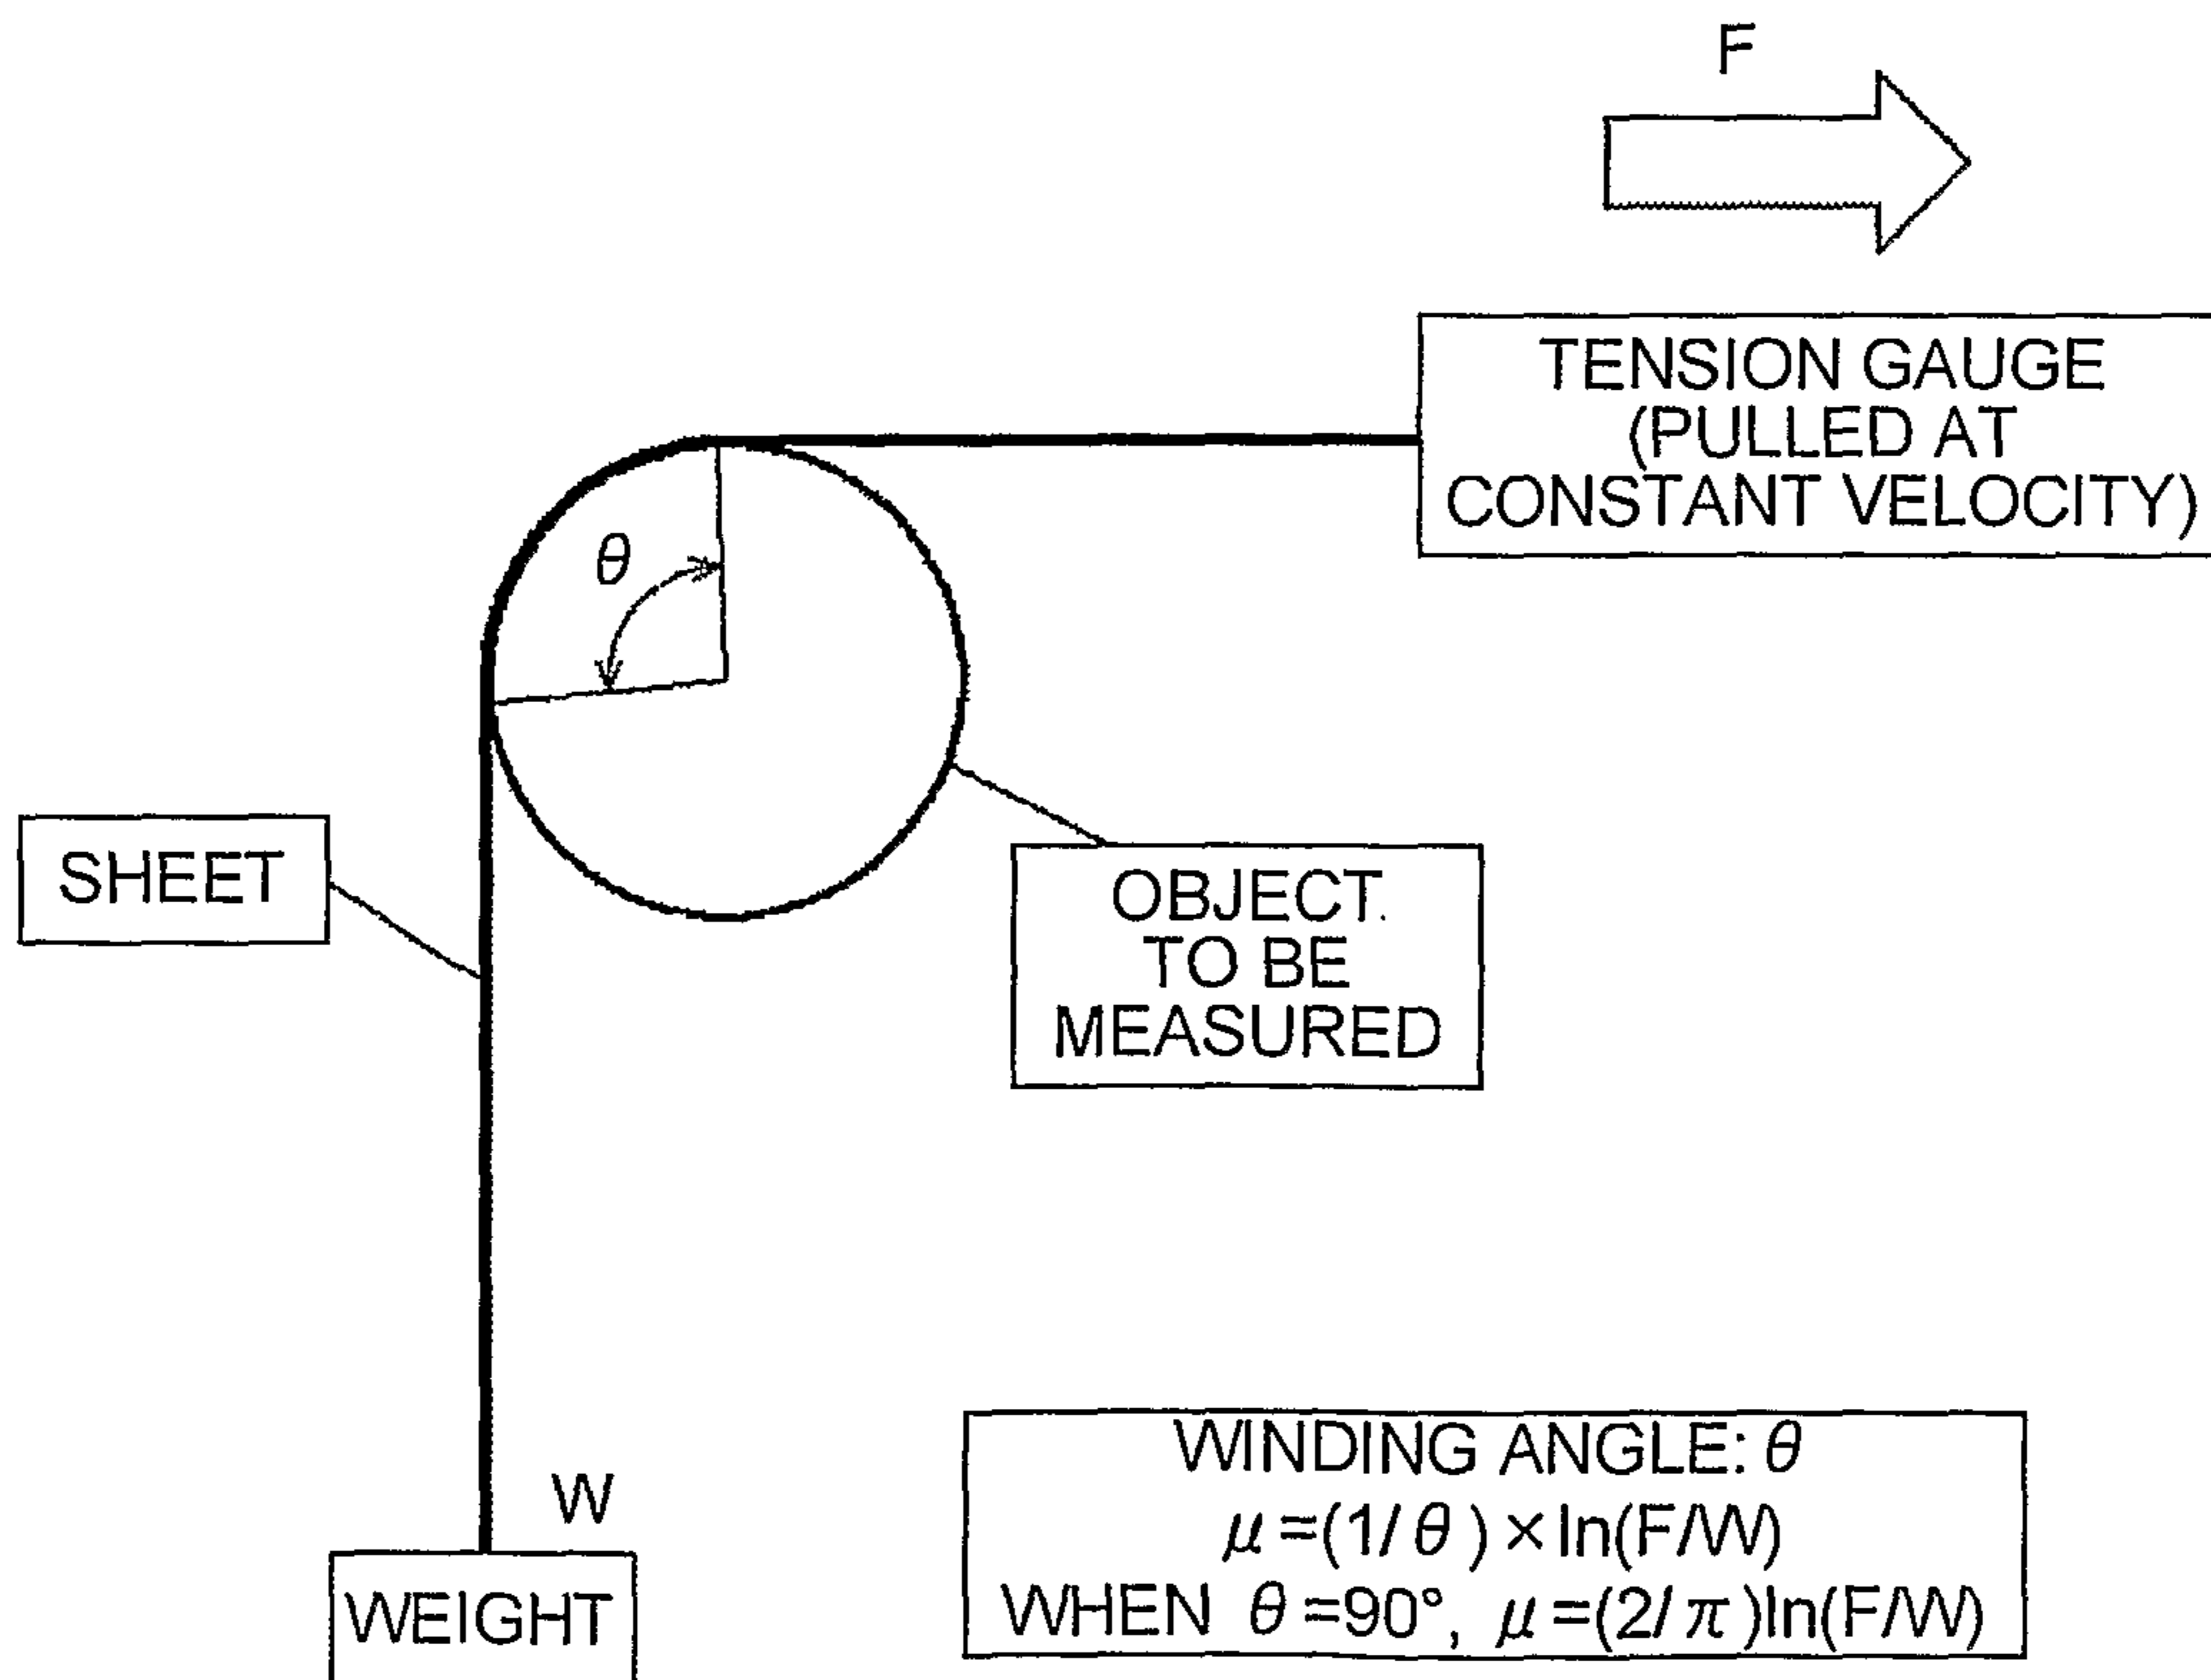 F
TENSION GAUGE
(PULLED AT
CONSTANT VELOCITY)
θ
SHEET
OBJECT.
TO BE
MEASURED
W
WEIGHT
WINDING ANGLE: θ
μ=(1/θ)×ln(F/W)
WHEN θ=90°, μ=(2/π)ln(F/W)